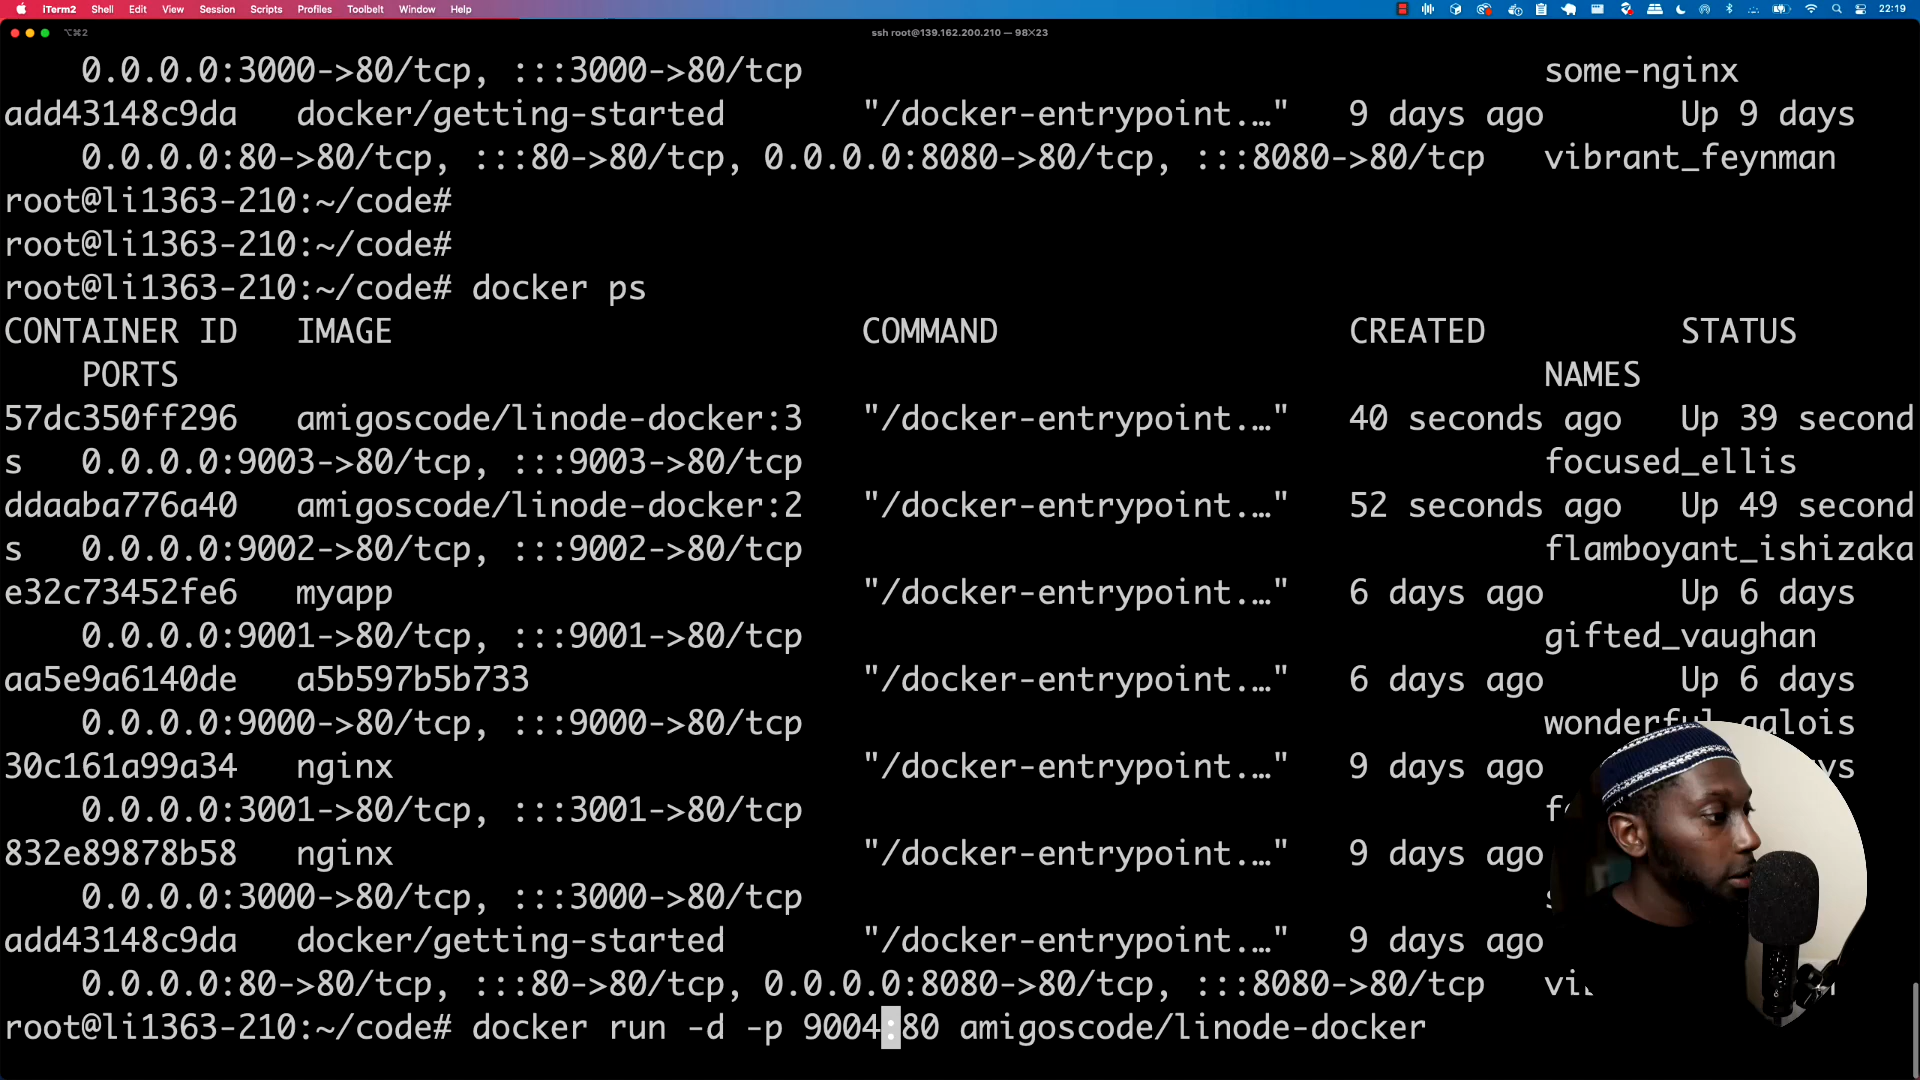 iTerm2 Shell Edit View Session Scripts Profiles Toolbelt Window Help 22:19
⌥⌘2 ssh root@139.162.200.210 — 98✕23
0.0.0.0:3000->80/tcp, :::3000->80/tcp some-nginx
add43148c9da docker/getting-started "/docker-entrypoint.…" 9 days ago Up 9 days
0.0.0.0:80->80/tcp, :::80->80/tcp, 0.0.0.0:8080->80/tcp, :::8080->80/tcp vibrant_feynman
root@li1363-210:~/code#
root@li1363-210:~/code#
root@li1363-210:~/code# docker ps
CONTAINER ID IMAGE COMMAND CREATED STATUS
PORTS NAMES
57dc350ff296 amigoscode/linode-docker:3 "/docker-entrypoint.…" 40 seconds ago Up 39 second
s 0.0.0.0:9003->80/tcp, :::9003->80/tcp focused_ellis
ddaaba776a40 amigoscode/linode-docker:2 "/docker-entrypoint.…" 52 seconds ago Up 49 second
s 0.0.0.0:9002->80/tcp, :::9002->80/tcp flamboyant_ishizaka
e32c73452fe6 myapp "/docker-entrypoint.…" 6 days ago Up 6 days
0.0.0.0:9001->80/tcp, :::9001->80/tcp gifted_vaughan
aa5e9a6140de a5b597b5b733 "/docker-entrypoint.…" 6 days ago Up 6 days
0.0.0.0:9000->80/tcp, :::9000->80/tcp wonderful_galois
30c161a99a34 nginx "/docker-entrypoint.…" 9 days ago
0.0.0.0:3001->80/tcp, :::3001->80/tcp
832e89878b58 nginx "/docker-entrypoint.…" 9 days ago
0.0.0.0:3000->80/tcp, :::3000->80/tcp
add43148c9da docker/getting-started "/docker-entrypoint.…" 9 days ago
0.0.0.0:80->80/tcp, :::80->80/tcp, 0.0.0.0:8080->80/tcp, :::8080->80/tcp
root@li1363-210:~/code# docker run -d -p 9004:80 amigoscode/linode-docker